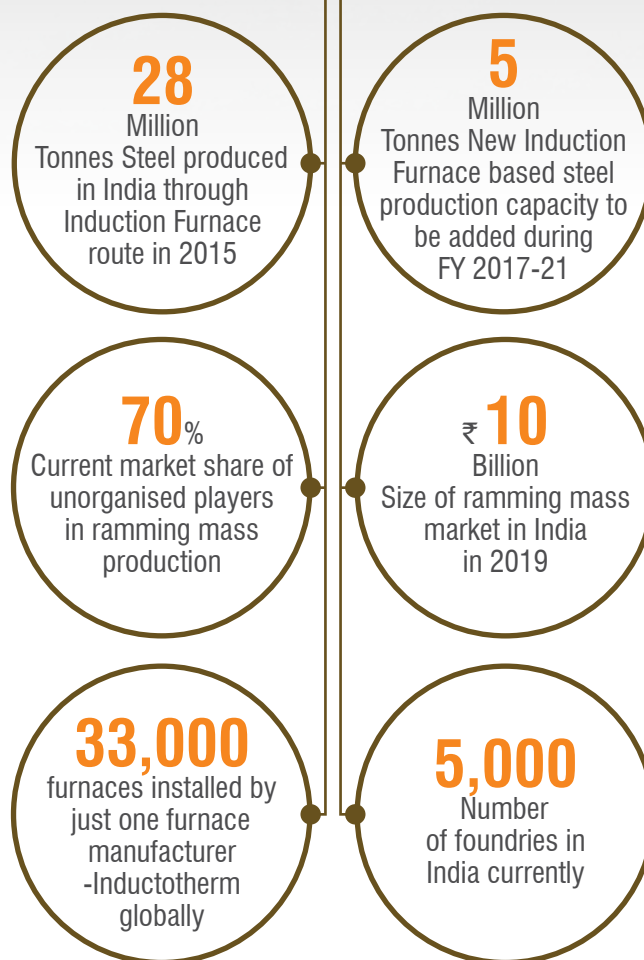 28
Million
Tonnes Steel produced
in India through
Induction Furnace
route in 2015
5
Million
Tonnes New Induction
Furnace based steel
production capacity to
be added during
FY 2017-21
70%
Current market share of
unorganised players
in ramming mass
production
₹ 10
Billion
Size of ramming mass
market in India
in 2019
33,000
furnaces installed by
just one furnace
manufacturer
-Inductotherm
globally
5,000
Number
of foundries in
India currently